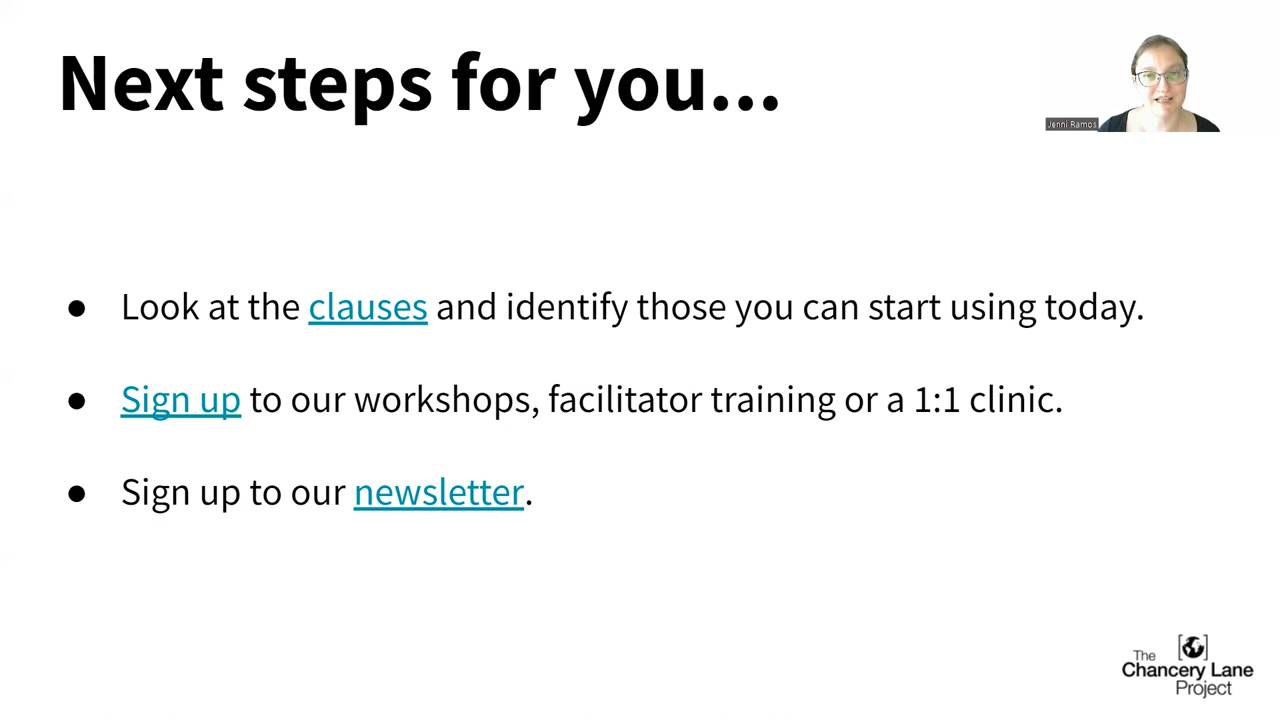 Next steps for you...
Jenni Ramos
● Look at the clauses and identify those you can start using today.
● Sign up to our workshops, facilitator training or a 1:1 clinic.
● Sign up to our newsletter.
The
Chancery Lane
Project